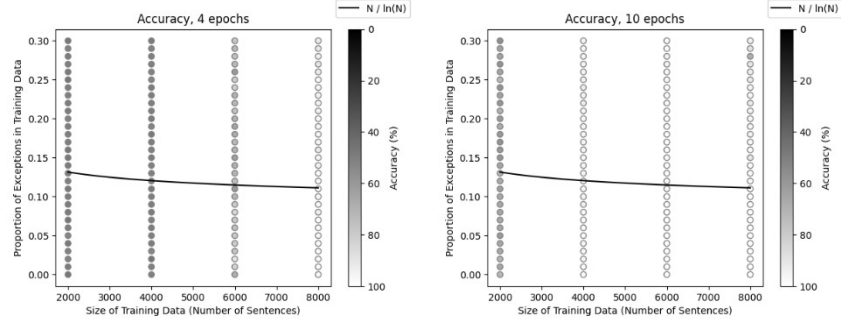 Accuracy, 4 epochs
N / ln(N)
0.30
0.25
0.20
0.15
0.10
0.05
0.00
Proportion of Exceptions in Training Data
2000 3000 4000 5000 6000 7000 8000
Size of Training Data (Number of Sentences)
0
20
40
60
80
100
Accuracy (%)
Accuracy, 10 epochs
N / ln(N)
0.30
0.25
0.20
0.15
0.10
0.05
0.00
Proportion of Exceptions in Training Data
2000 3000 4000 5000 6000 7000 8000
Size of Training Data (Number of Sentences)
0
20
40
60
80
100
Accuracy (%)